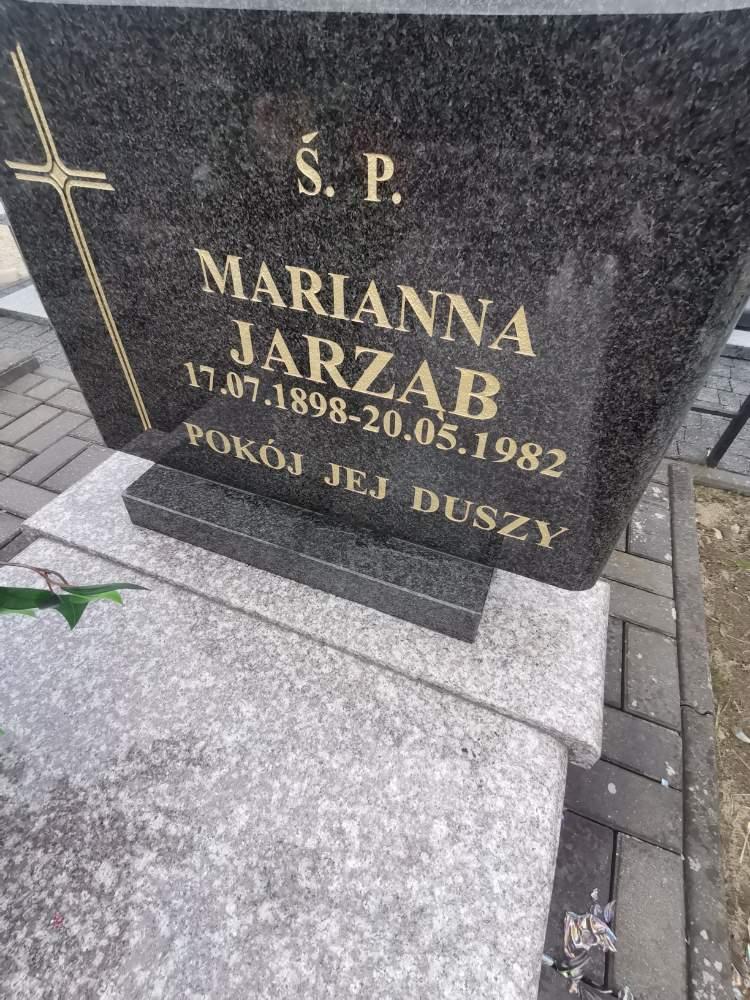 Ś. P.
MARIANNA
JARZĄB
17.07.1898-20.05.1982
POKÓJ JEJ DUSZY